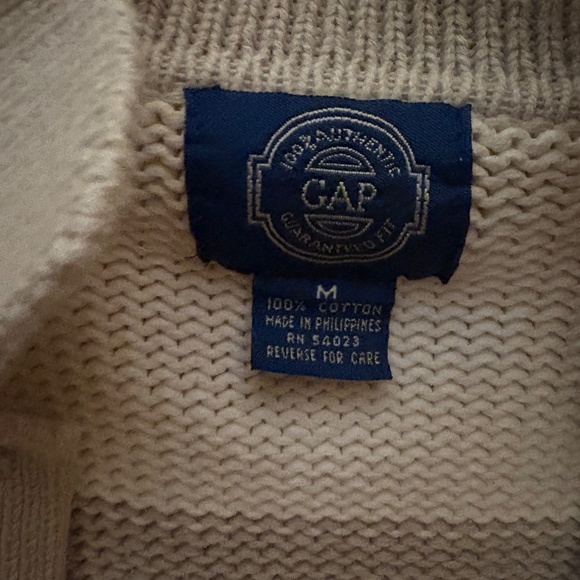 100% AUTHENTIC
GAP
GUARANTEED FIT
M
100% COTTON
MADE IN PHILIPPINES
RN 54023
REVERSE FOR CARE